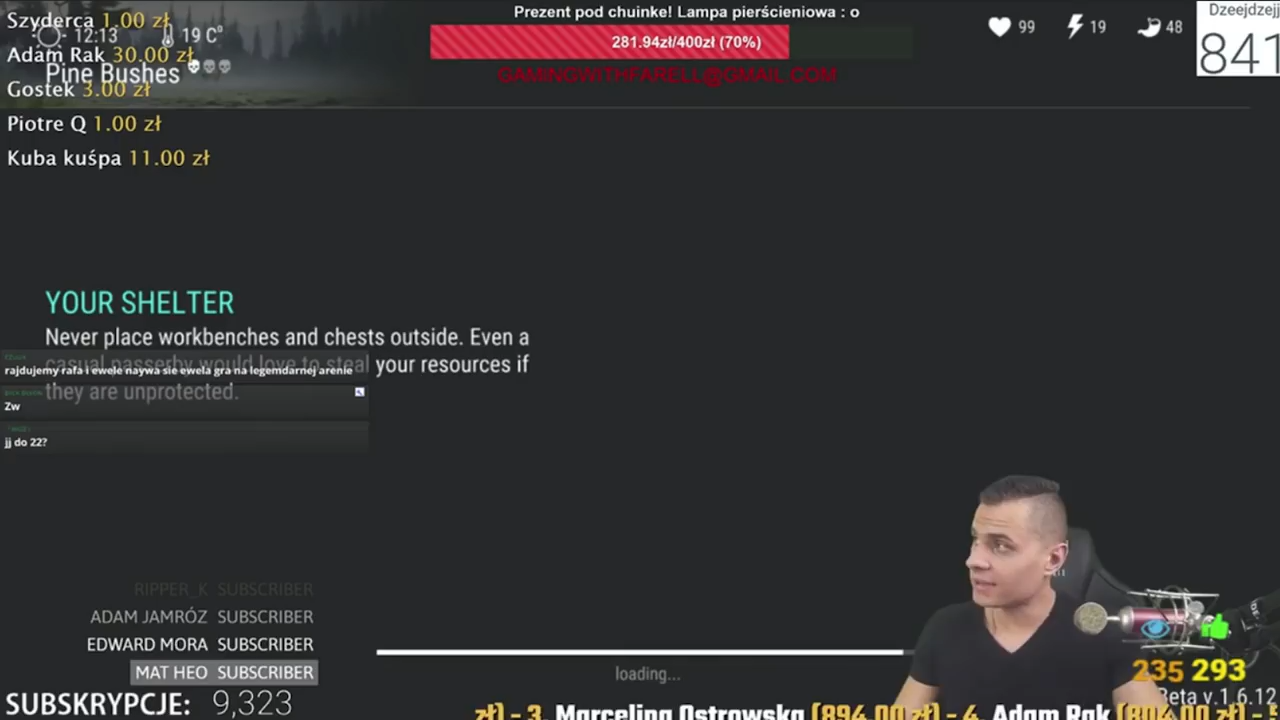 Szyderca 1.00 zł
12:13 19 C°
Adam Rak 30.00 zł
Pine Bushes
Gostek 3.00 zł
Piotre Q 1.00 zł
Kuba kuśpa 11.00 zł
Prezent pod chuinke! Lampa pierścieniowa : o
281.94zł/400zł (70%)
GAMINGWITHFARELL@GMAIL.COM
99 19 48
Dzeejdzejj
841
YOUR SHELTER
Never place workbenches and chests outside. Even a
casual passerby would love to steal your resources if
they are unprotected.
rajdujemy rafa i ewele naywa sie ewela gra na legemdarnej arenie
Zw
jj do 22?
RIPPER_K SUBSCRIBER
ADAM JAMRÓZ SUBSCRIBER
EDWARD MORA SUBSCRIBER
MAT HEO SUBSCRIBER
SUBSKRYPCJE: 9,323
loading...
235 293
Beta v.1.6.12
zł) - 3. Marcelina Ostrowska (894.00 zł) - 4. Adam Rak (804.00 zł) - 5